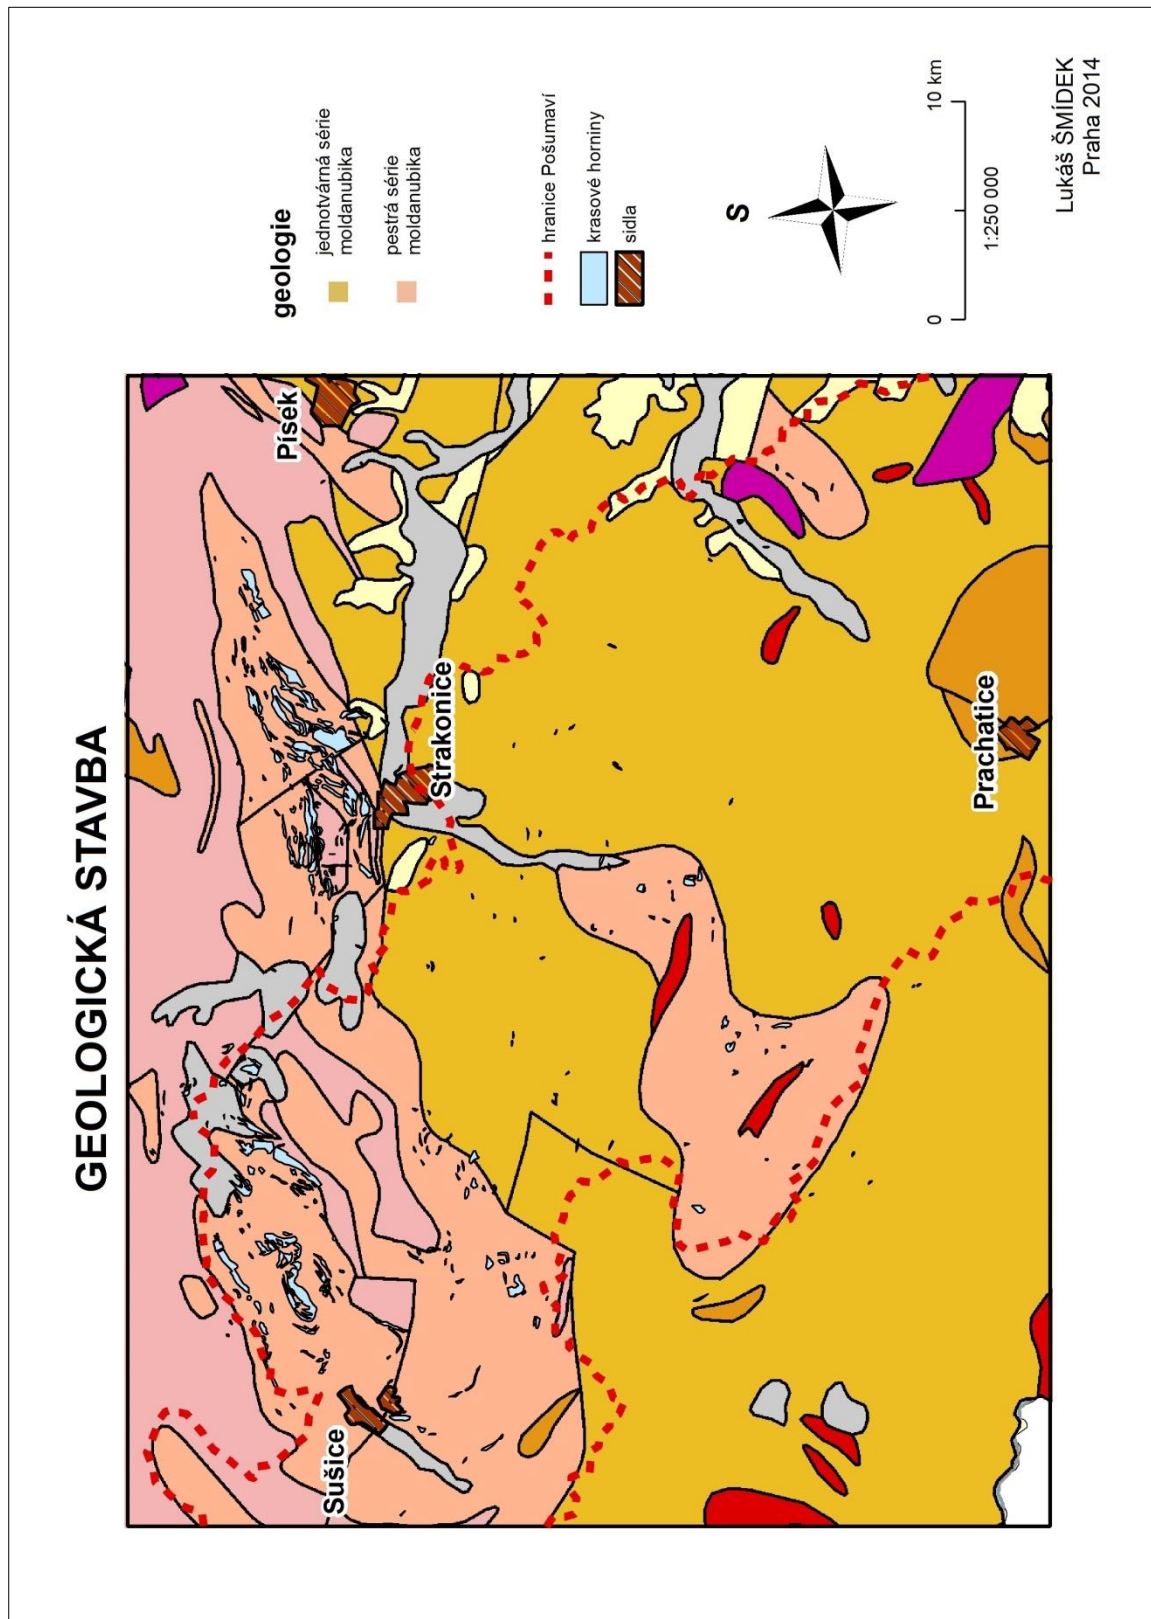 GEOLOGICKÁ STAVBA
Písek
Sušice
Strakonice
Prachatice
geologie
jednotvárná série
moldanubika
pestrá série
moldanubika
hranice Pošumaví
krasové horniny
sídla
S
0
10 km
1:250 000
Lukáš ŠMÍDEK
Praha 2014